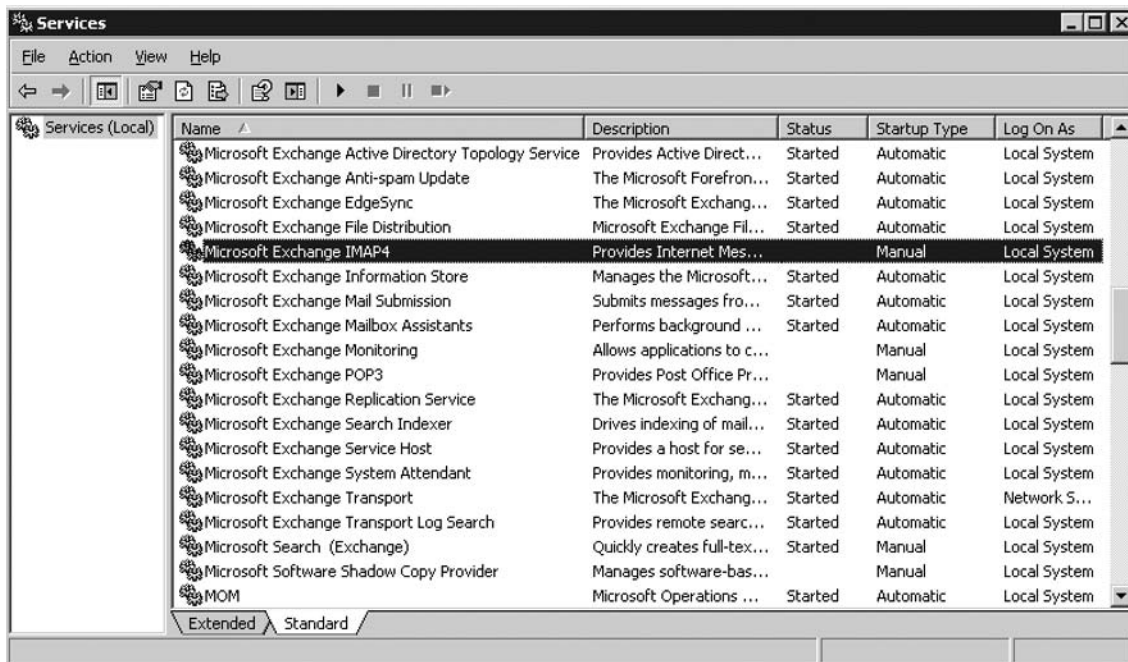 Services
File Action View Help
Services (Local)
Name Description Status Startup Type Log On As
Microsoft Exchange Active Directory Topology Service Provides Active Direct... Started Automatic Local System
Microsoft Exchange Anti-spam Update The Microsoft Forefron... Started Automatic Local System
Microsoft Exchange EdgeSync The Microsoft Exchang... Started Automatic Local System
Microsoft Exchange File Distribution Microsoft Exchange Fil... Started Automatic Local System
Microsoft Exchange IMAP4 Provides Internet Mes... Manual Local System
Microsoft Exchange Information Store Manages the Microsoft... Started Automatic Local System
Microsoft Exchange Mail Submission Submits messages fro... Started Automatic Local System
Microsoft Exchange Mailbox Assistants Performs background ... Started Automatic Local System
Microsoft Exchange Monitoring Allows applications to c... Manual Local System
Microsoft Exchange POP3 Provides Post Office Pr... Manual Local System
Microsoft Exchange Replication Service The Microsoft Exchang... Started Automatic Local System
Microsoft Exchange Search Indexer Drives indexing of mail... Started Automatic Local System
Microsoft Exchange Service Host Provides a host for se... Started Automatic Local System
Microsoft Exchange System Attendant Provides monitoring, m... Started Automatic Local System
Microsoft Exchange Transport The Microsoft Exchang... Started Automatic Network S...
Microsoft Exchange Transport Log Search Provides remote searc... Started Automatic Local System
Microsoft Search (Exchange) Quickly creates full-tex... Started Manual Local System
Microsoft Software Shadow Copy Provider Manages software-bas... Manual Local System
MOM Microsoft Operations ... Started Automatic Local System
Extended Standard